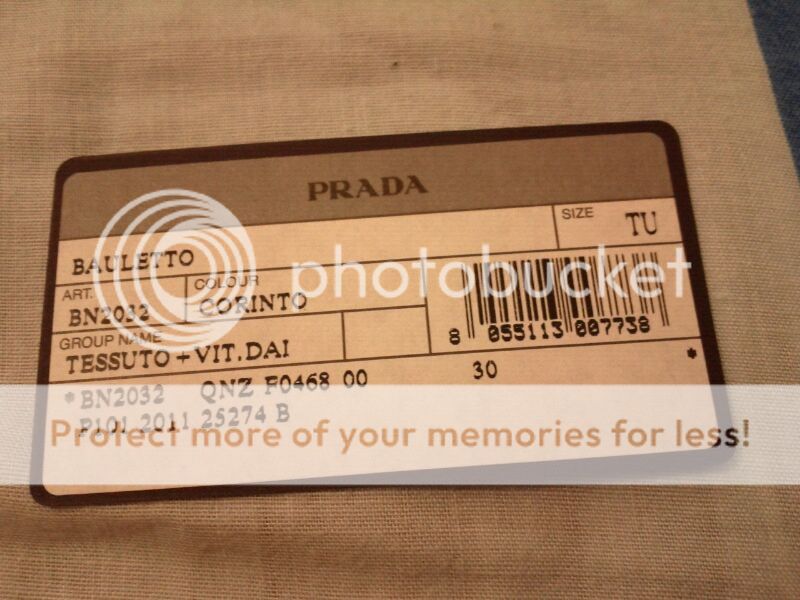 PRADA
BAULETTO
SIZE TU
ART. BN2032
COLOUR CORINTO
GROUP NAME
TESSUTO + VIT.DAI
8 055113 007738
*BN2032 QNZ F0468 00 30 *
P101 2011 25274 B
photobucket
Protect more of your memories for less!